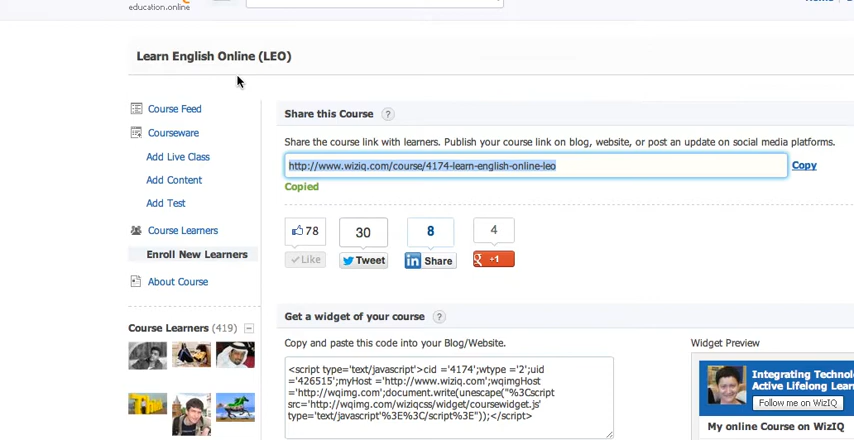 education.online
Learn English Online (LEO)
Course Feed
Courseware
Add Live Class
Add Content
Add Test
Course Learners
Enroll New Learners
About Course
Course Learners (419)
Share this Course ?
Share the course link with learners. Publish your course link on blog, website, or post an update on social media platforms.
http://www.wiziq.com/course/4174-learn-english-online-leo Copy
Copied
78 30 8 4
Like Tweet in Share g +1
Get a widget of your course ?
Copy and paste this code into your Blog/Website.
<script type='text/javascript'>cid ='4174';wtype ='2';uid
='426515';myHost ='http://www.wiziq.com';wqimgHost
='http://wqimg.com';document.write(unescape("%3Cscript
src='http://wqimg.com/wiziqcss/widget/coursewidget.js'
type='text/javascript'%3E%3C/script%3E"));</script>
Widget Preview
Integrating Technolo
Active Lifelong Lear
Follow me on WizIQ
My online Course on WizIQ